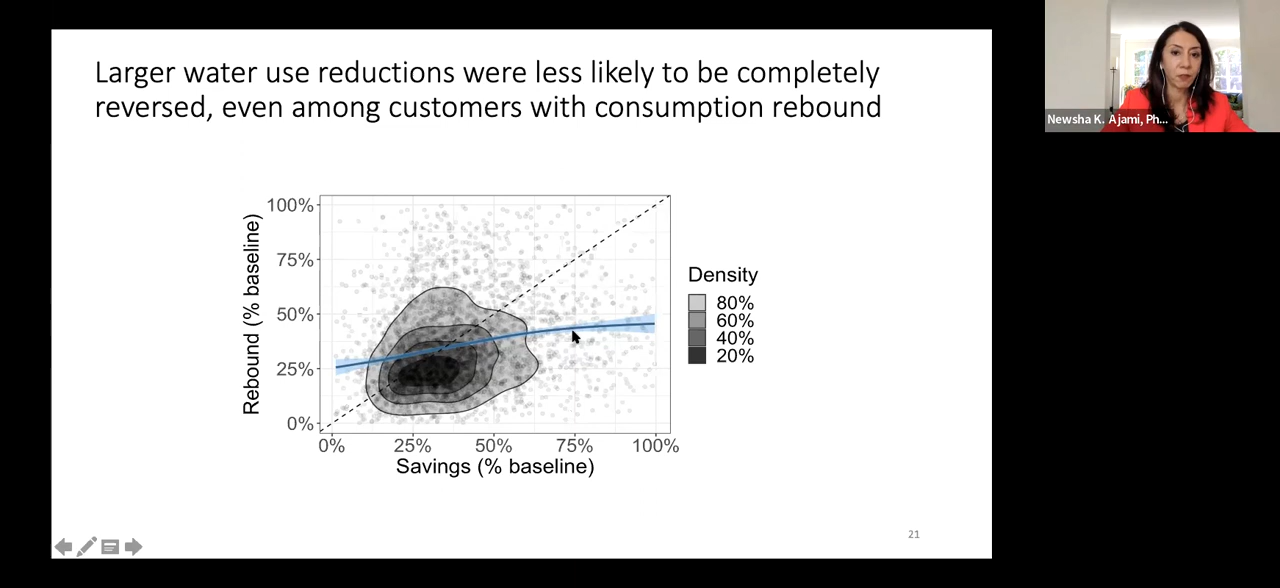 Larger water use reductions were less likely to be completely
reversed, even among customers with consumption rebound
Newsha K. Ajami, Ph...
Rebound (% baseline)
100%
75%
50%
25%
0%
0% 25% 50% 75% 100%
Savings (% baseline)
Density
80%
60%
40%
20%
21